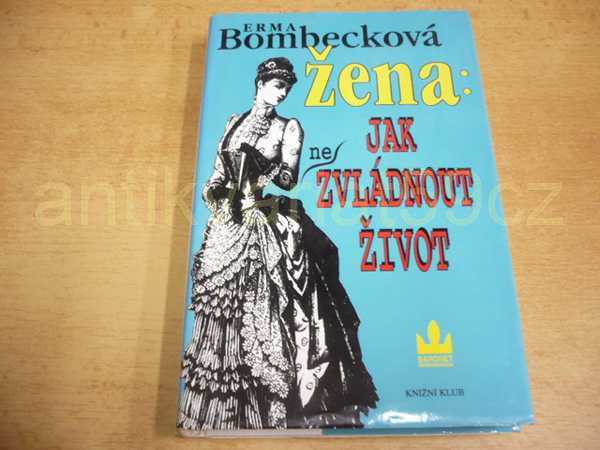 ERMA
Bombecková
žena:
JAK
ne
ZVLÁDNOUT
ŽIVOT
BARONET
KNIŽNÍ KLUB